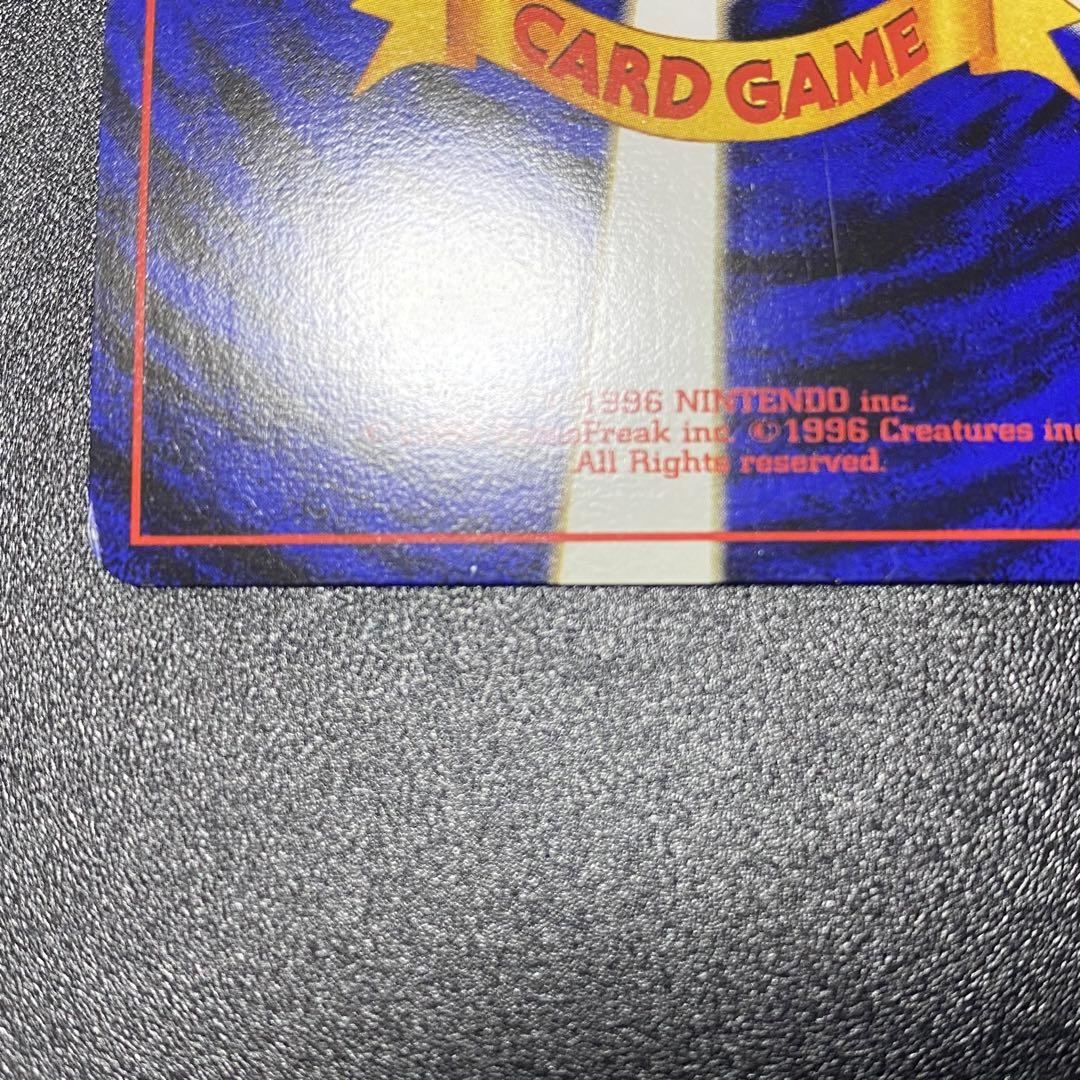 CARD GAME
1996 NINTENDO inc.
Freak inc. ©1996 Creatures inc
All Rights reserved.